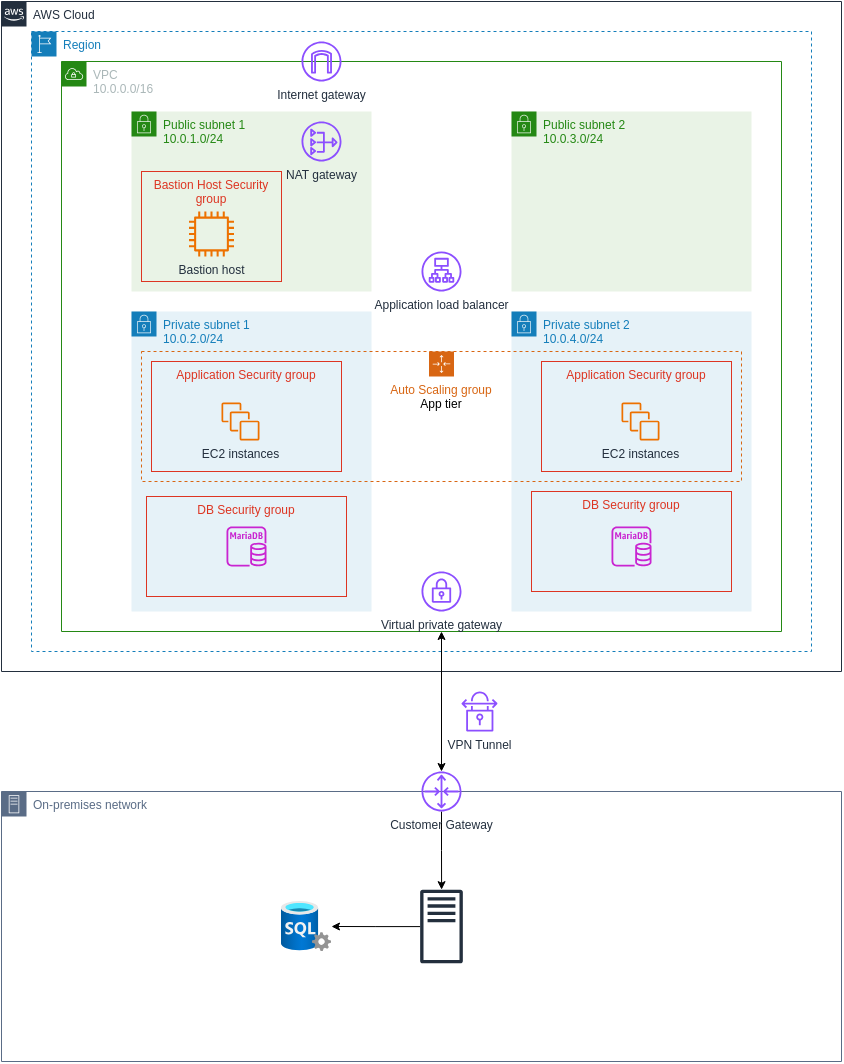 aws
AWS Cloud
Region
VPC
10.0.0.0/16
Internet gateway
Public subnet 1
10.0.1.0/24
NAT gateway
Public subnet 2
10.0.3.0/24
Bastion Host Security
group
Bastion host
Application load balancer
Private subnet 1
10.0.2.0/24
Private subnet 2
10.0.4.0/24
Application Security group
EC2 instances
Auto Scaling group
App tier
Application Security group
EC2 instances
DB Security group
MariaDB
DB Security group
MariaDB
Virtual private gateway
VPN Tunnel
On-premises network
Customer Gateway
SQL